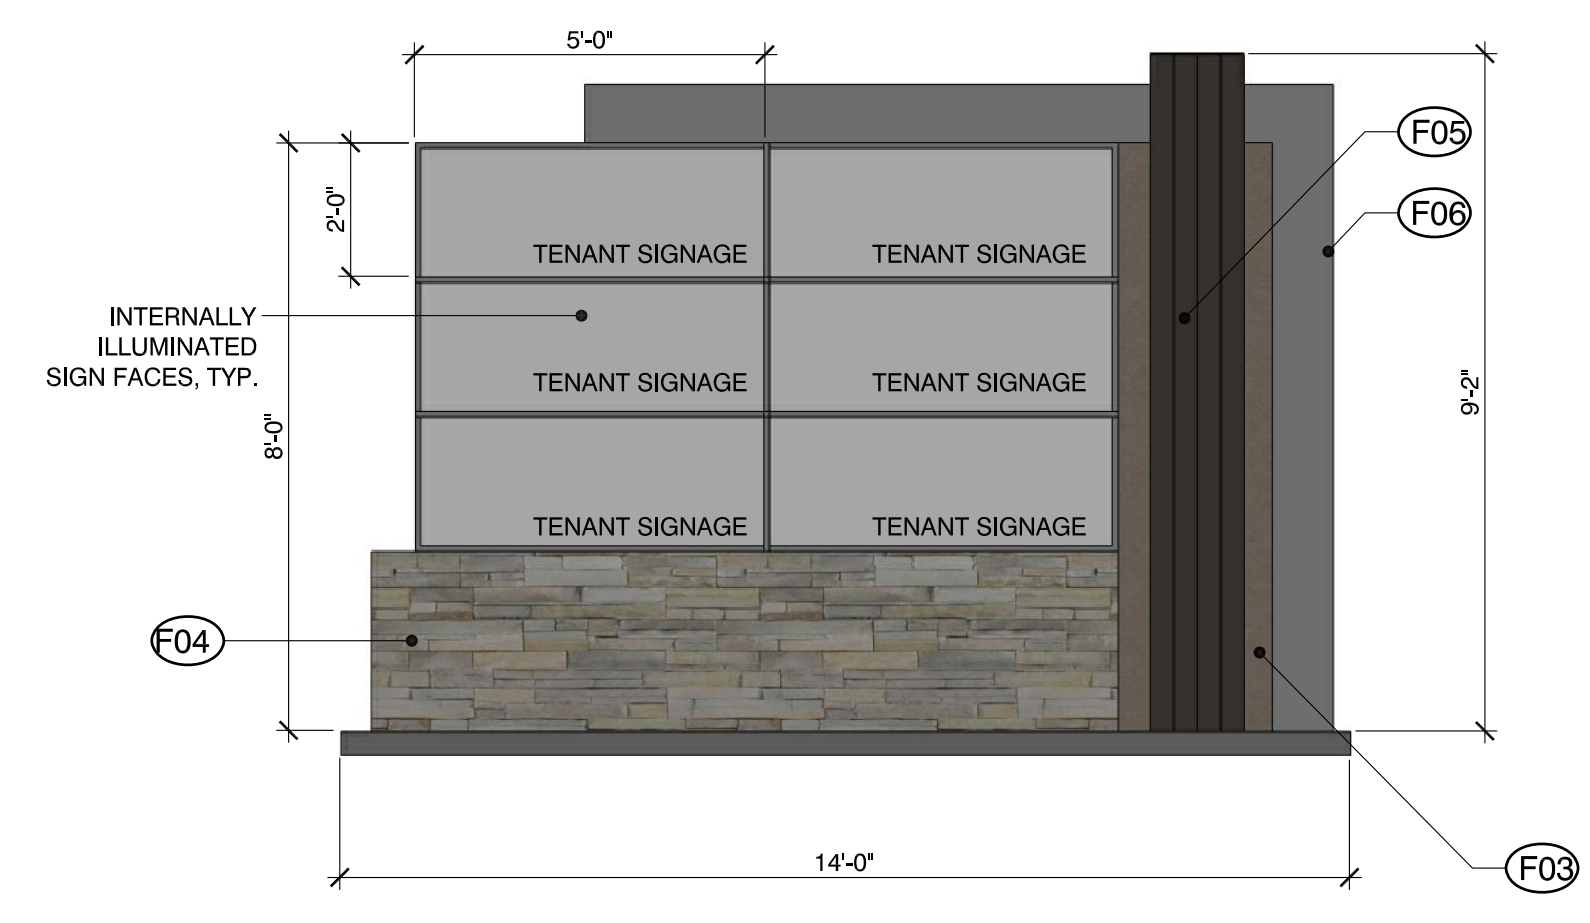 5'-0"
F05
F06
2'-0"
TENANT SIGNAGE
TENANT SIGNAGE
INTERNALLY
ILLUMINATED
SIGN FACES, TYP.
TENANT SIGNAGE
TENANT SIGNAGE
8'-0"
9'-2"
TENANT SIGNAGE
TENANT SIGNAGE
F04
14'-0"
F03